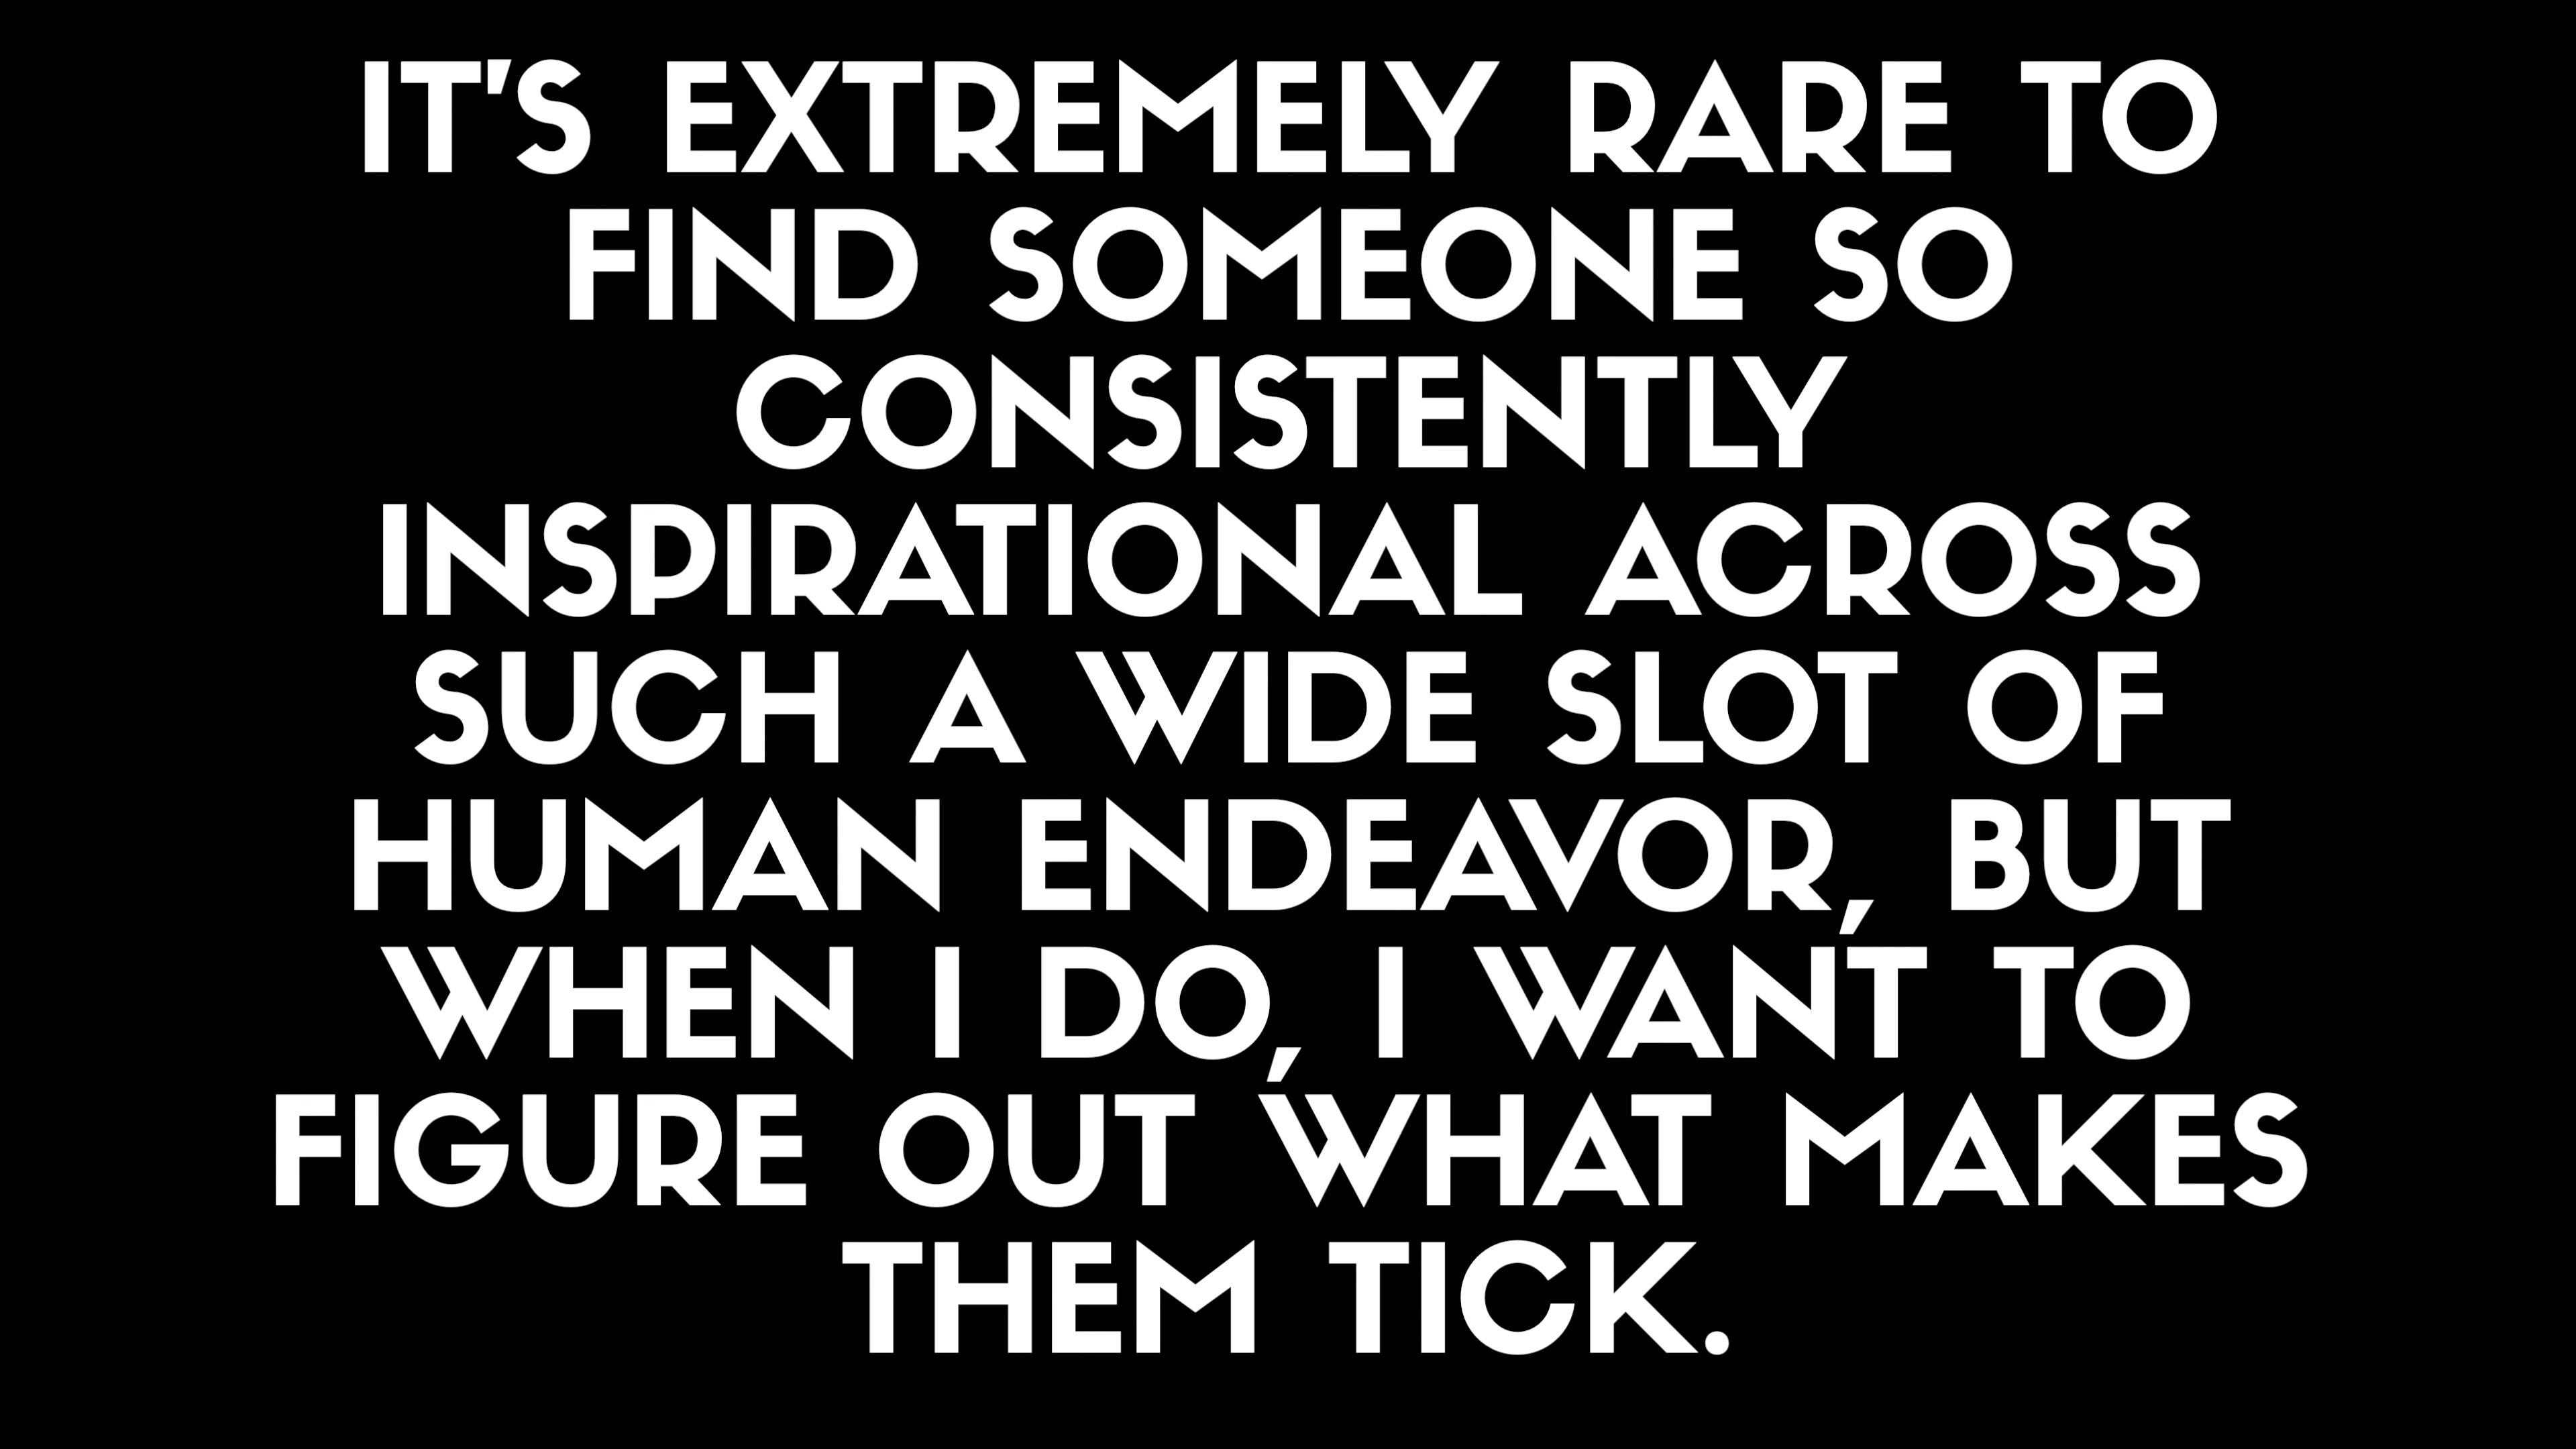 IT'S EXTREMELY RARE TO
FIND SOMEONE SO
CONSISTENTLY
INSPIRATIONAL ACROSS
SUCH A WIDE SLOT OF
HUMAN ENDEAVOR, BUT
WHEN I DO, I WANT TO
FIGURE OUT WHAT MAKES
THEM TICK.